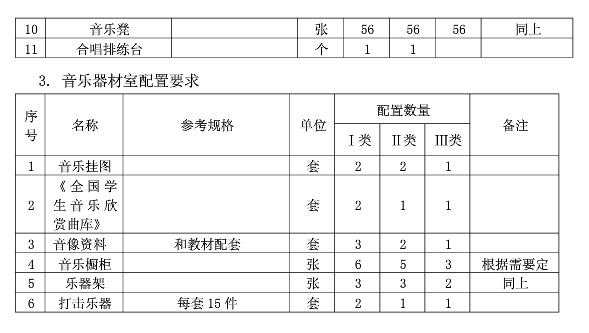 10 音乐凳 张 56 56 56 同上
11 合唱排练台 个 1 1
3. 音乐器材室配置要求
序号 名称 参考规格 单位 配置数量 备注
Ⅰ类 Ⅱ类 Ⅲ类
1 音乐挂图 套 2 2 1
2 《全国学生音乐欣赏曲库》 套 2 1 1
3 音像资料 和教材配套 套 3 2 1
4 音乐橱柜 张 6 5 3 根据需要定
5 乐器架 张 3 3 2 同上
6 打击乐器 每套 15 件 套 2 1 1